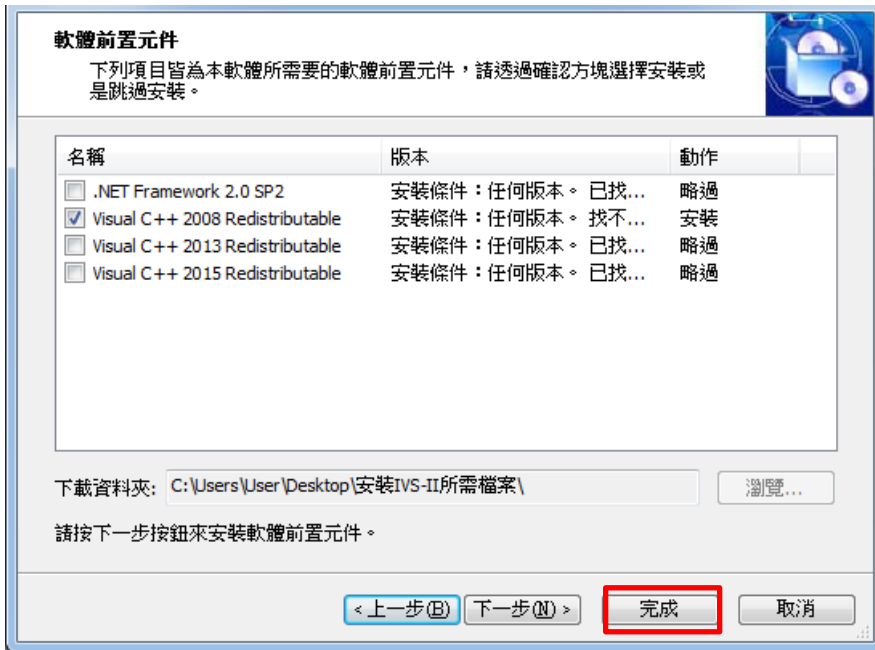 軟體前置元件
下列項目皆為本軟體所需要的軟體前置元件，請透過確認方塊選擇安裝或
是跳過安裝。
名稱 版本 動作
.NET Framework 2.0 SP2 安裝條件：任何版本。 已找... 略過
Visual C++ 2008 Redistributable 安裝條件：任何版本。 找不... 安裝
Visual C++ 2013 Redistributable 安裝條件：任何版本。 已找... 略過
Visual C++ 2015 Redistributable 安裝條件：任何版本。 已找... 略過
下載資料夾: C:\Users\User\Desktop\安裝IVS-II所需檔案\ 瀏覽...
請按下一步按鈕來安裝軟體前置元件。
< 上一步(B) 下一步(N) > 完成 取消